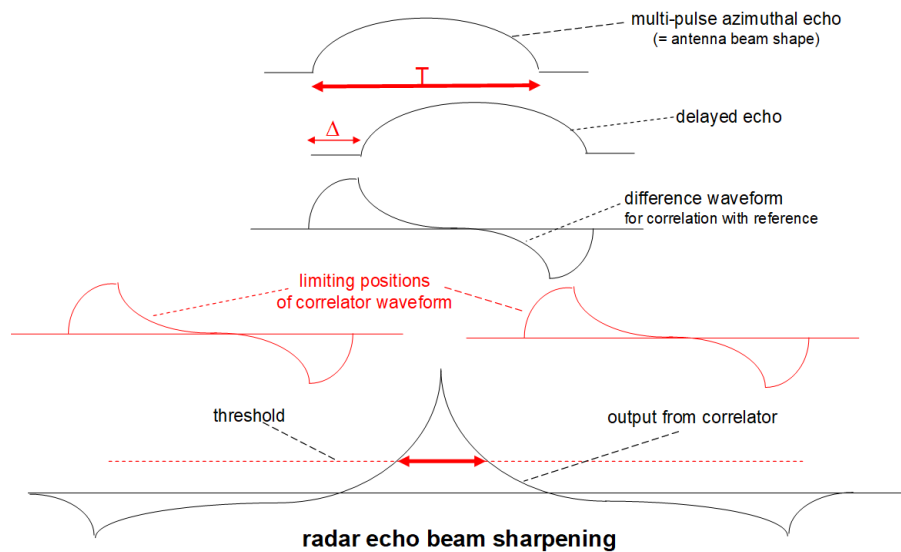 multi-pulse azimuthal echo
(= antenna beam shape)
T
delayed echo
Δ
difference waveform
for correlation with reference
limiting positions
of correlator waveform
threshold
output from correlator
radar echo beam sharpening